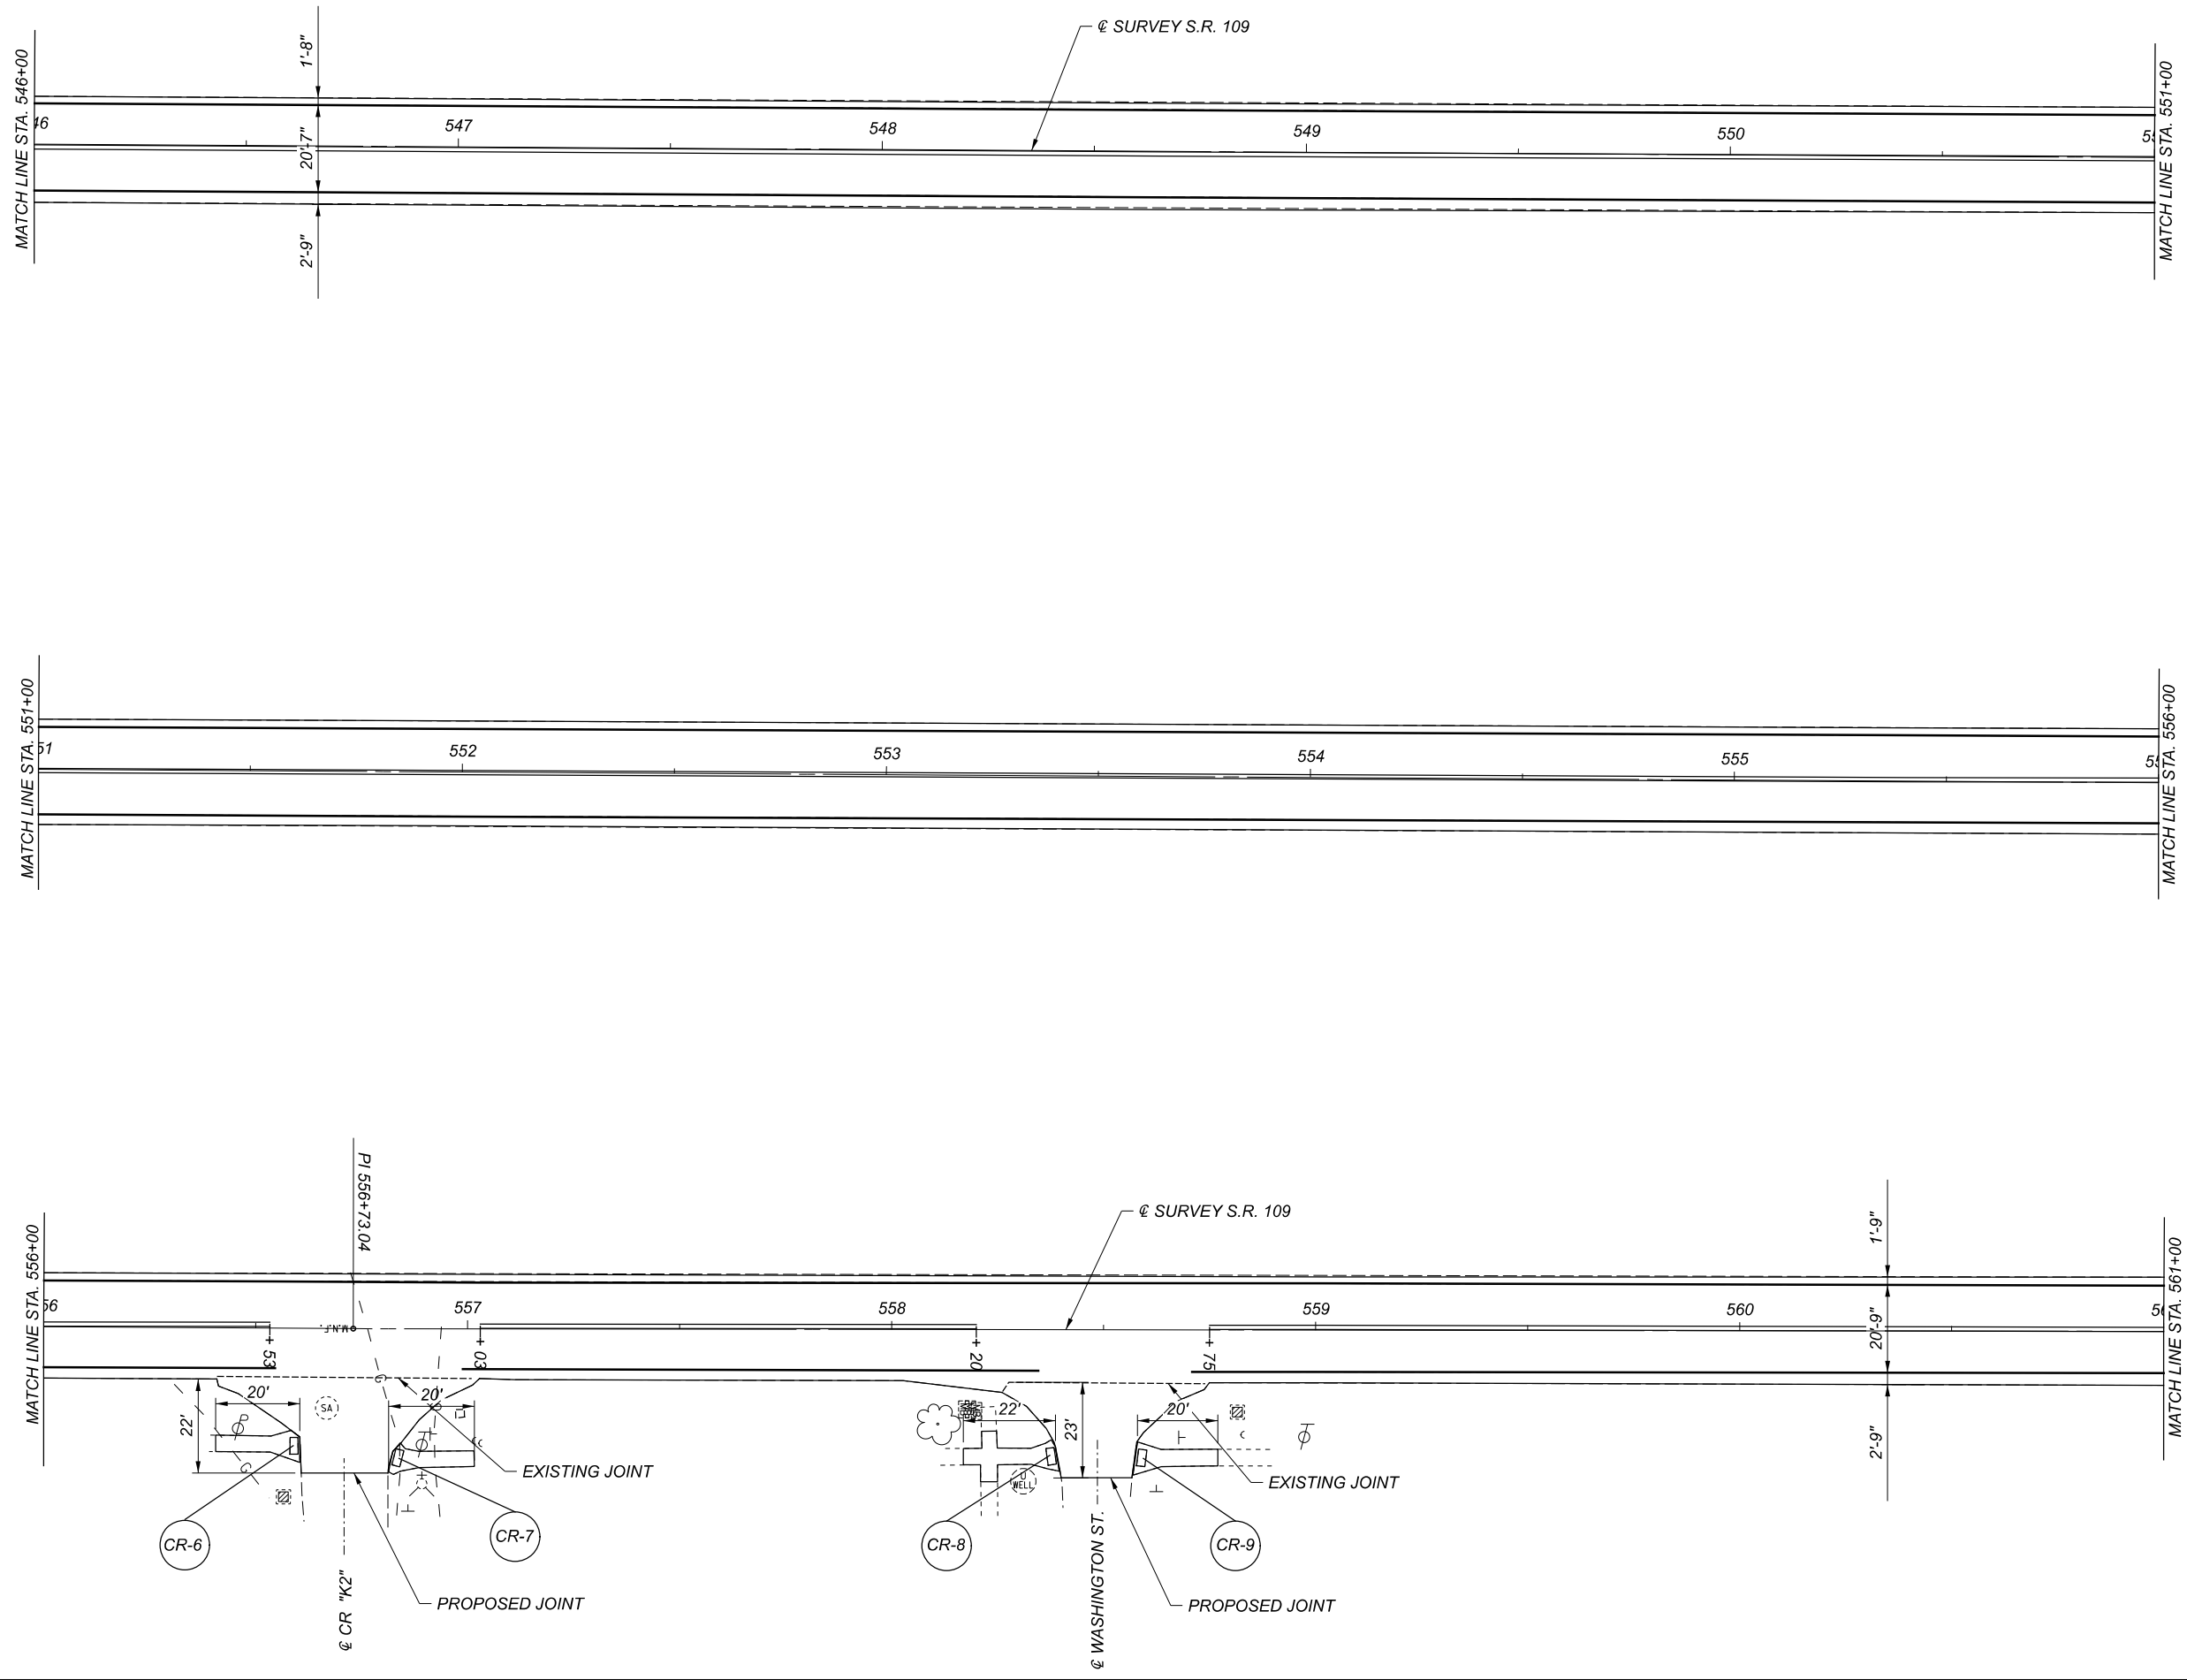 ℄ SURVEY S.R. 109
MATCH LINE STA. 546+00
1'-8"
20'-7"
2'-9"
46
547
548
549
550
55
MATCH LINE STA. 551+00
MATCH LINE STA. 551+00
51
552
553
554
555
55
MATCH LINE STA. 556+00
PI 556+73.04
℄ SURVEY S.R. 109
MATCH LINE STA. 556+00
56
557
558
559
560
56
1'-9"
20'-9"
2'-9"
MATCH LINE STA. 561+00
M.N.F.
+ 53
+ 03
+ 20
+ 75
20'
22'
SA
G
G
P
20'
22'
23'
20'
EXISTING JOINT
EXISTING JOINT
WELL
CR-6
CR-7
CR-8
CR-9
PROPOSED JOINT
PROPOSED JOINT
℄ CR "K2"
℄ WASHINGTON ST.